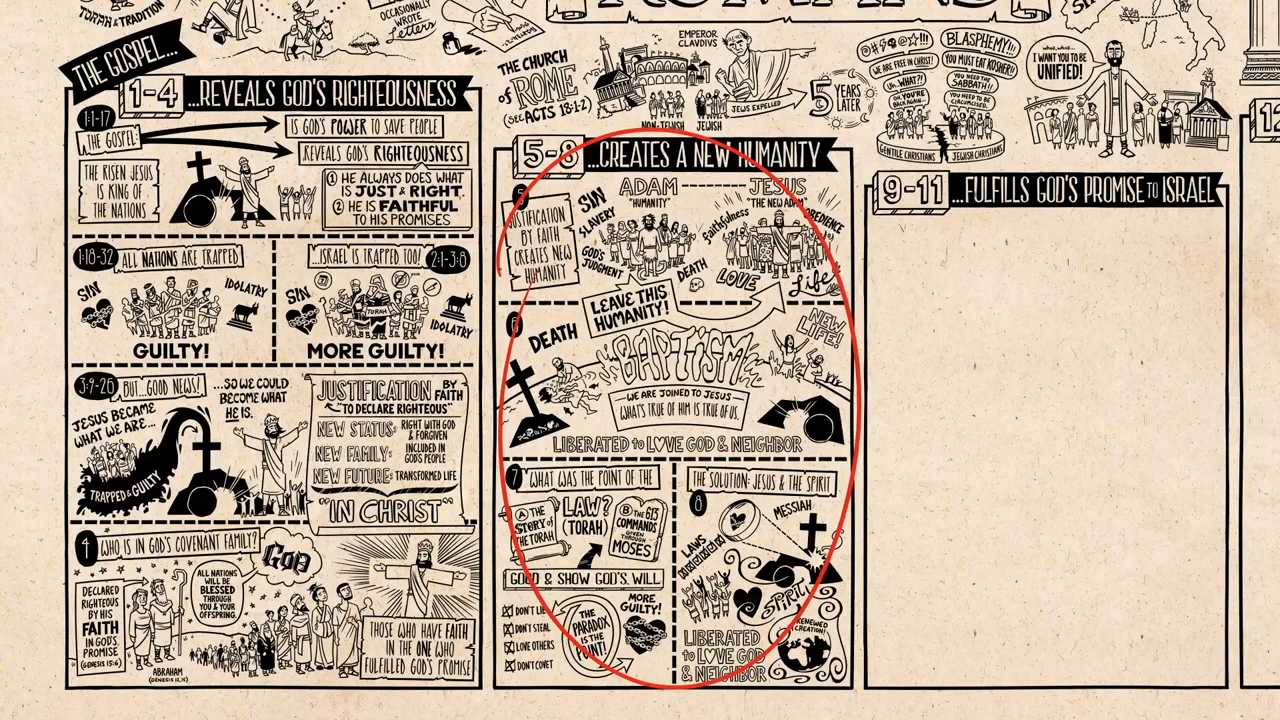 TORAH & TRADITION
OCCASIONALLY
WROTE
Letters
ROMANS
THE CHURCH
of ROME
(SEE ACTS 18:1-2)
EMPEROR
CLAUDIUS
NON-JEWISH
JEWISH
JEWS EXPELLED
5 YEARS
LATER
@#$%@$!!!
WE ARE FREE IN CHRIST!
UH.. WHAT?!
YOU'RE
BACK AGAIN..
BLASPHEMY!!
YOU MUST EAT KOSHER!!
YOU NEED THE
SABBATH!!
YOU NEED TO BE
CIRCUMCISED..
GENTILE CHRISTIANS
JEWISH CHRISTIANS
WHAT, WHAT...
I WANT YOU TO BE
UNIFIED!
THE GOSPEL....
1-4 ...REVEALS GOD'S RIGHTEOUSNESS
1:1-17
THE GOSPEL:
IS GOD'S POWER TO SAVE PEOPLE
REVEALS GOD'S RIGHTEOUSNESS
THE RISEN JESUS
IS KING OF
THE NATIONS
1 HE ALWAYS DOES WHAT
IS JUST & RIGHT.
2 HE IS FAITHFUL
TO HIS PROMISES
1:18-32 ALL NATIONS ARE TRAPPED
SIN
IDOLATRY
GUILTY!
...ISRAEL IS TRAPPED TOO! 2:1-3:8
SIN
TORAH
IDOLATRY
MORE GUILTY!
3:9-26 BUT...GOOD NEWS!
JESUS BECAME
WHAT WE ARE...
TRAPPED & GUILTY
...SO WE COULD
BECOME WHAT
HE IS.
JUSTIFICATION BY FAITH
"TO DECLARE RIGHTEOUS"
NEW STATUS: RIGHT WITH GOD
& FORGIVEN
NEW FAMILY: INCLUDED IN
GOD'S PEOPLE
NEW FUTURE: TRANSFORMED LIFE
"IN CHRIST"
4 WHO IS IN GOD'S COVENANT FAMILY?
GOD
DECLARED
RIGHTEOUS
BY HIS
FAITH
IN GOD'S
PROMISE
(GENESIS 15:6)
ALL NATIONS
WILL BE
BLESSED
THROUGH
YOU & YOUR
OFFSPRING.
ABRAHAM
(GENESIS 12,15)
THOSE WHO HAVE FAITH
IN THE ONE WHO
FULFILLED GOD'S PROMISE
5-8 ...CREATES A NEW HUMANITY
5
JUSTIFICATION
BY FAITH
CREATES NEW
HUMANITY
SIN
SLAVERY
GOD'S
JUDGMENT
ADAM
"HUMANITY"
DEATH
JESUS
"THE NEW ADAM"
Faithfulness
OBEDIENCE
LOVE
Life
LEAVE THIS
HUMANITY!
6
DEATH
BAPTISM
NEW
LIFE!
WE ARE JOINED TO JESUS
WHAT'S TRUE OF HIM IS TRUE OF US.
LIBERATED to LOVE GOD & NEIGHBOR
7 WHAT WAS THE POINT OF THE
LAW?
(TORAH)
A THE
STORY of
THE TORAH
B THE 613
COMMANDS
GIVEN
THROUGH
MOSES
GOOD & SHOW GOD'S WILL
DON'T LIE
DON'T STEAL
LOVE OTHERS
DON'T COVET
THE
PARADOX
IS THE
POINT!
MORE
GUILTY!
THE SOLUTION: JESUS & THE SPIRIT
8
MESSIAH
LAWS
SPIRIT
LIBERATED
to LOVE GOD
& NEIGHBOR
RENEWED
CREATION!
9-11 ...FULFILLS GOD'S PROMISE TO ISRAEL
12